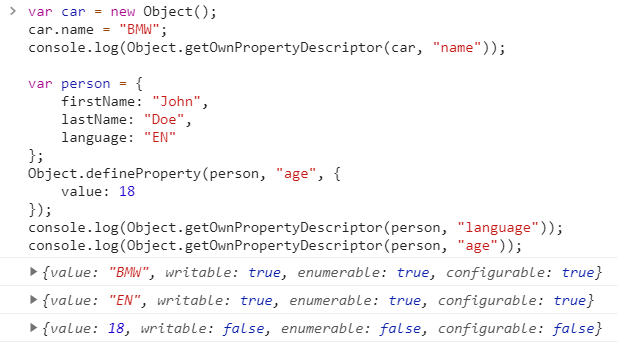 > var car = new Object();
car.name = "BMW";
console.log(Object.getOwnPropertyDescriptor(car, "name"));

var person = {
    firstName: "John",
    lastName: "Doe",
    language: "EN"
};
Object.defineProperty(person, "age", {
    value: 18
});
console.log(Object.getOwnPropertyDescriptor(person, "language"));
console.log(Object.getOwnPropertyDescriptor(person, "age"));
▶ {value: "BMW", writable: true, enumerable: true, configurable: true}
▶ {value: "EN", writable: true, enumerable: true, configurable: true}
▶ {value: 18, writable: false, enumerable: false, configurable: false}